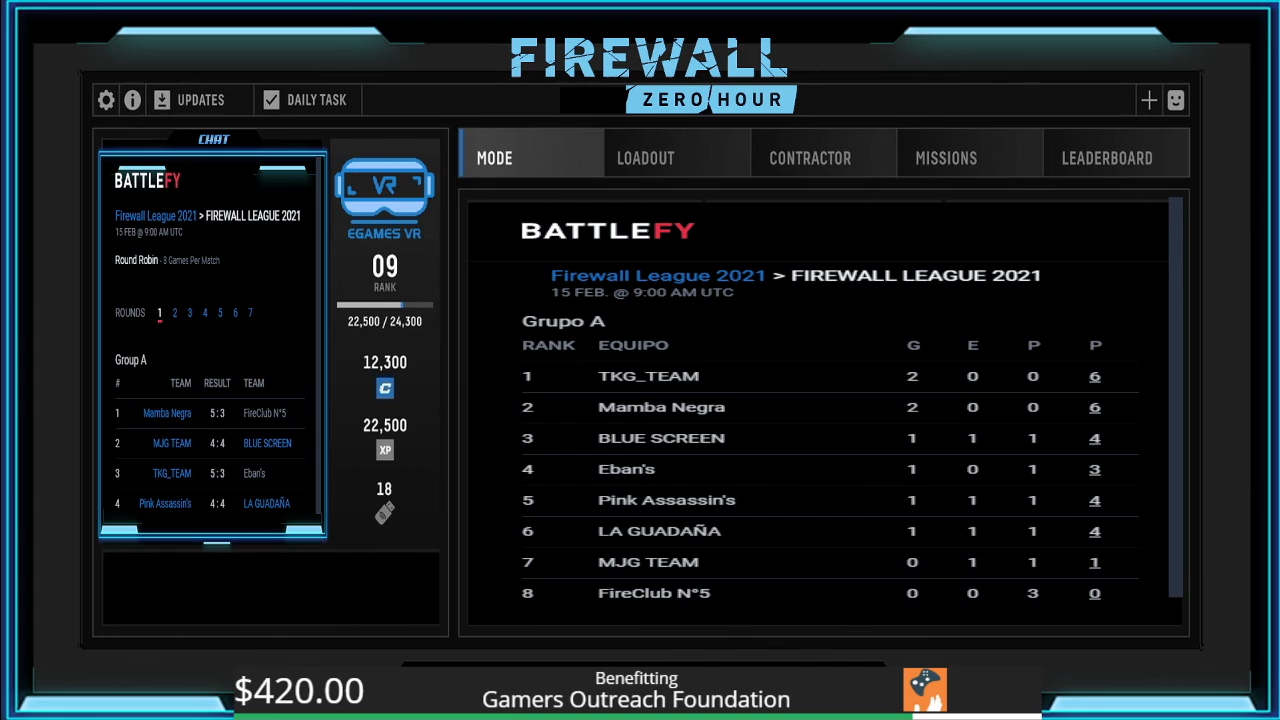 FIREWALL
ZERO HOUR
UPDATES
DAILY TASK
CHAT
BATTLEFY
Firewall League 2021 > FIREWALL LEAGUE 2021
15 FEB @ 9:00 AM UTC
Round Robin - 8 Games Per Match
ROUNDS 1 2 3 4 5 6 7
Group A
# TEAM RESULT TEAM
1 Mamba Negra 5 : 3 FireClub N°5
2 MJG TEAM 4 : 4 BLUE SCREEN
3 TKG_TEAM 5 : 3 Eban's
4 Pink Assassin's 4 : 4 LA GUADAÑA
VR
EGAMES VR
09
RANK
22,500 / 24,300
12,300
C
22,500
XP
18
MODE
LOADOUT
CONTRACTOR
MISSIONS
LEADERBOARD
BATTLEFY
Firewall League 2021 > FIREWALL LEAGUE 2021
15 FEB. @ 9:00 AM UTC
Grupo A
RANK EQUIPO G E P P
1 TKG_TEAM 2 0 0 6
2 Mamba Negra 2 0 0 6
3 BLUE SCREEN 1 1 1 4
4 Eban's 1 0 1 3
5 Pink Assassin's 1 1 1 4
6 LA GUADAÑA 1 1 1 4
7 MJG TEAM 0 1 1 1
8 FireClub N°5 0 0 3 0
$420.00
Benefitting
Gamers Outreach Foundation